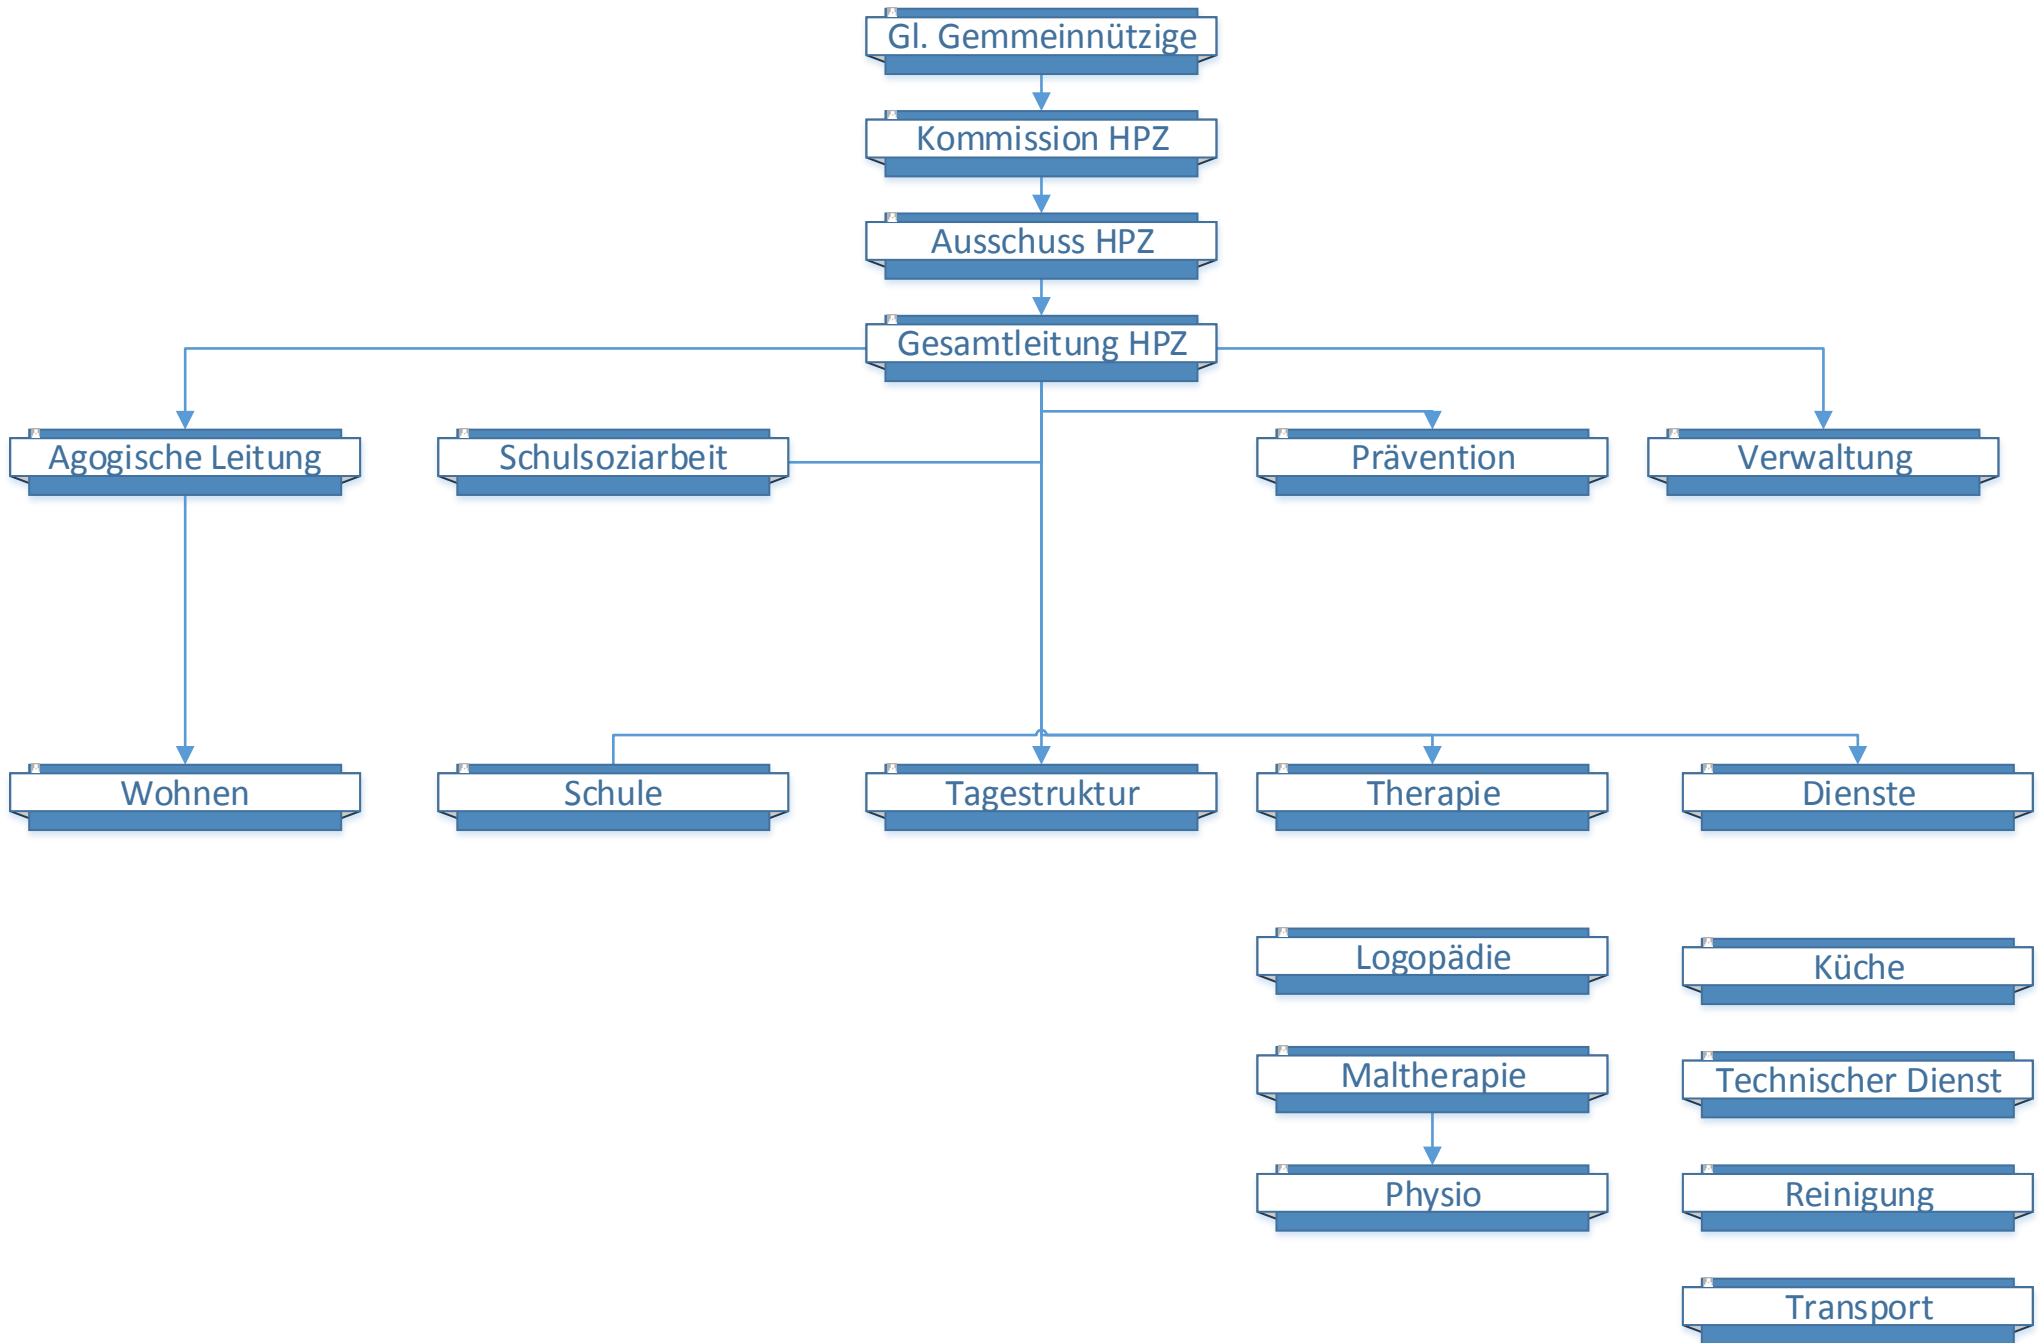 Gl. Gemmeinnützige
Kommission HPZ
Ausschuss HPZ
Gesamtleitung HPZ
Agogische Leitung
Schulsoziarbeit
Prävention
Verwaltung
Wohnen
Schule
Tagestruktur
Therapie
Dienste
Logopädie
Küche
Maltherapie
Technischer Dienst
Physio
Reinigung
Transport